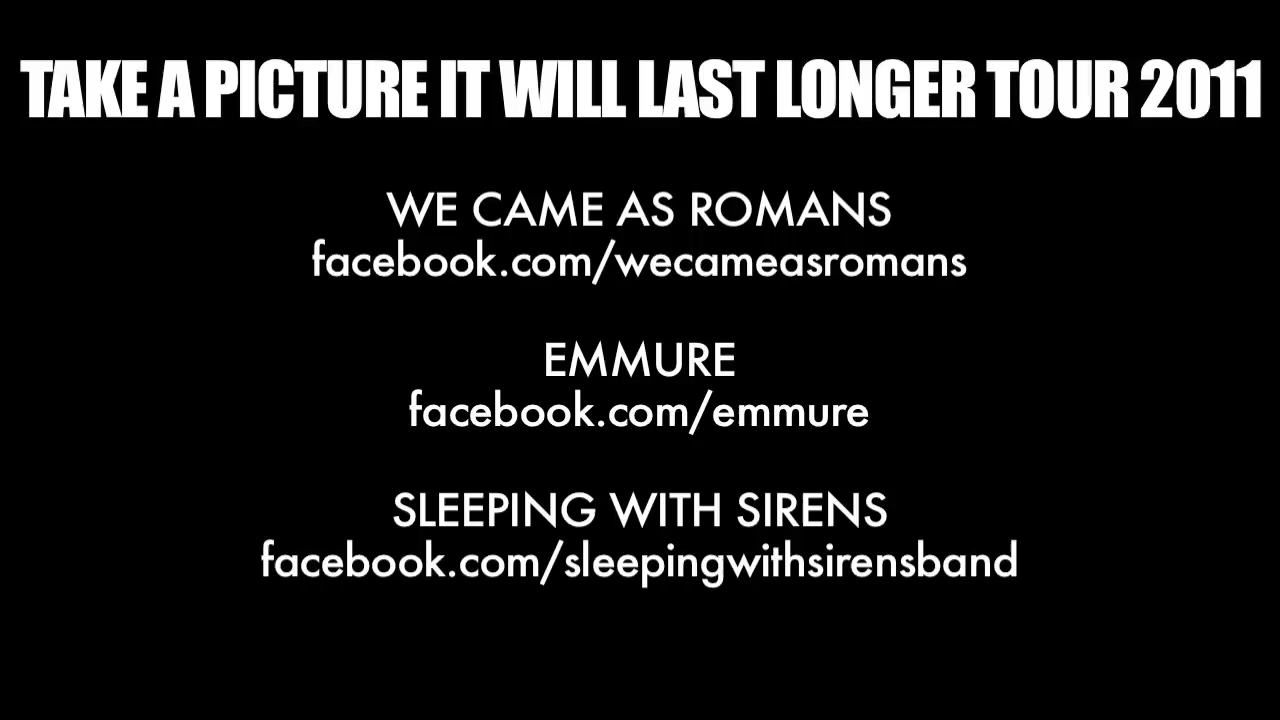 TAKE A PICTURE IT WILL LAST LONGER TOUR 2011
WE CAME AS ROMANS
facebook.com/wecameasromans
EMMURE
facebook.com/emmure
SLEEPING WITH SIRENS
facebook.com/sleepingwithsirensband